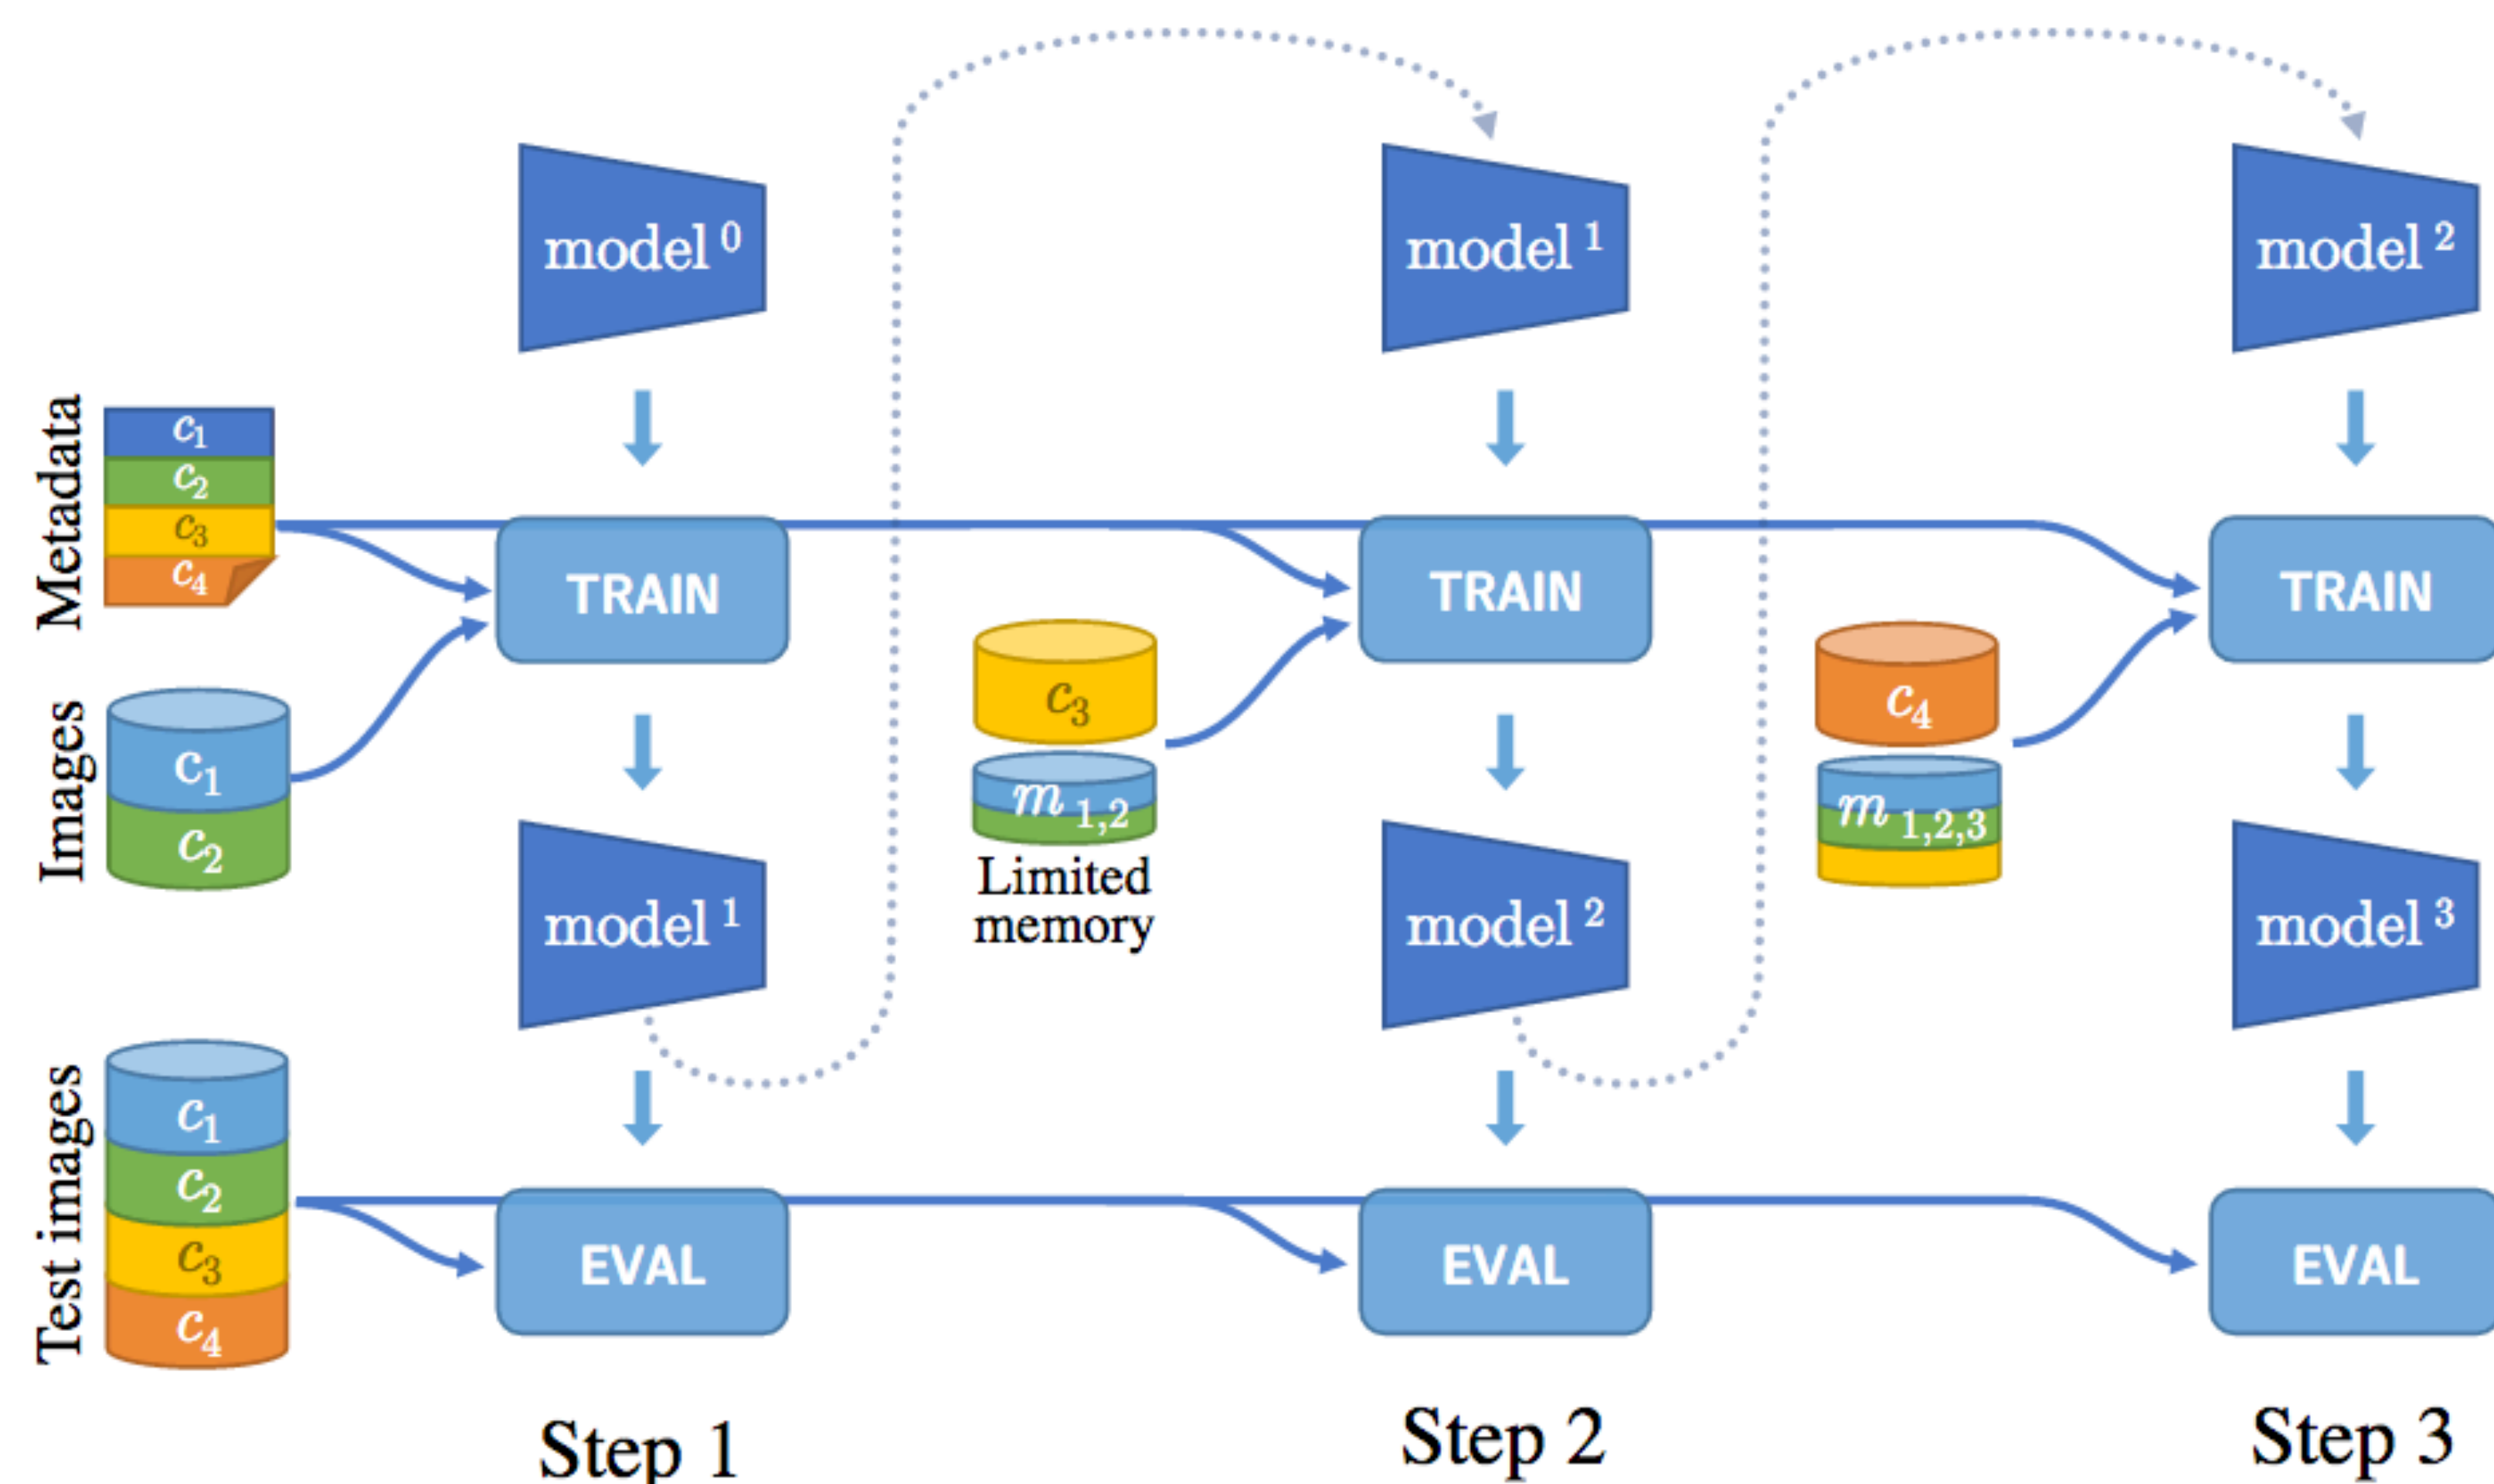 model 0
model 1
model 2
Metadata
c1
c2
c3
c4
TRAIN
TRAIN
TRAIN
Images
c1
c2
c3
m 1,2
Limited
memory
c4
m 1,2,3
model 1
model 2
model 3
Test images
c1
c2
c3
c4
EVAL
EVAL
EVAL
Step 1
Step 2
Step 3